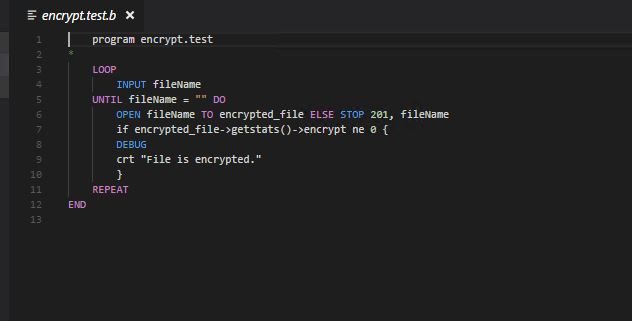 encrypt.test.b ×
1 program encrypt.test
2 *
3 LOOP
4 INPUT fileName
5 UNTIL fileName = "" DO
6 OPEN fileName TO encrypted_file ELSE STOP 201, fileName
7 if encrypted_file->getstats()->encrypt ne 0 {
8 DEBUG
9 crt "File is encrypted."
10 }
11 REPEAT
12 END
13